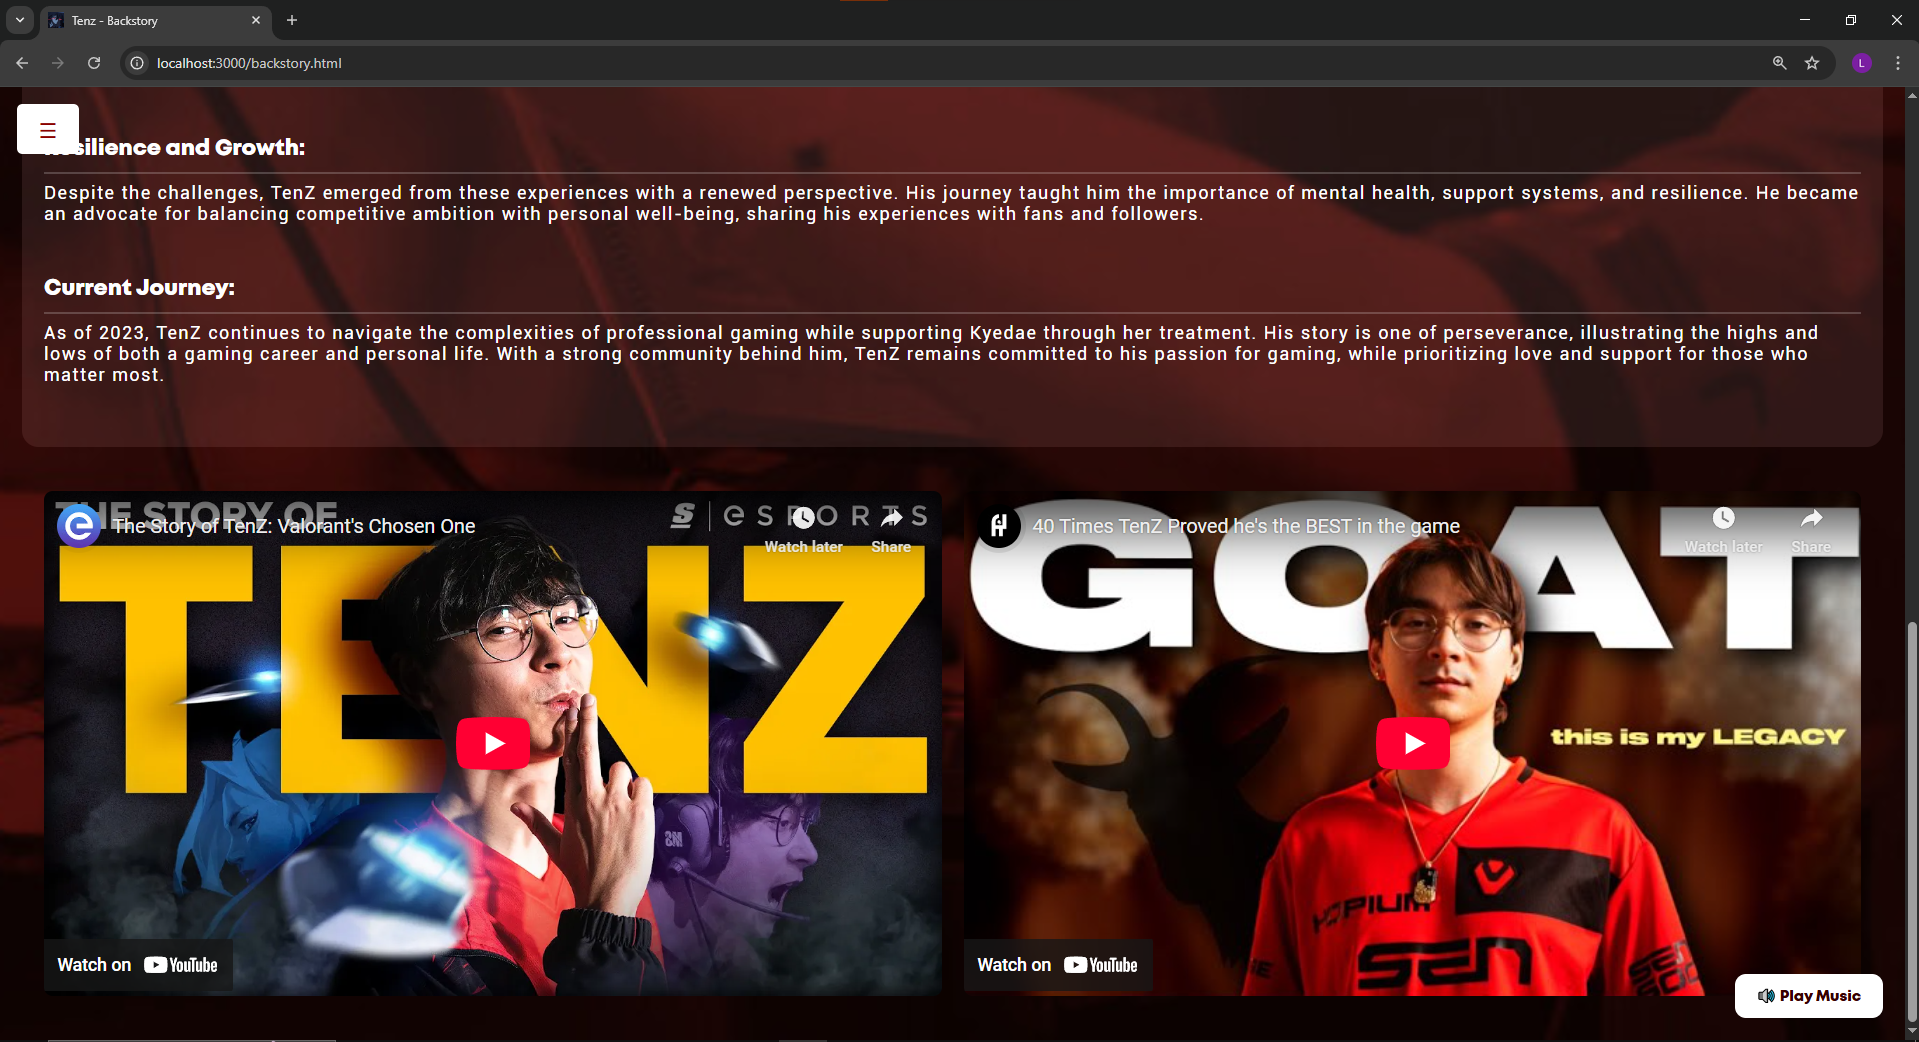 Tenz - Backstory
localhost:3000/backstory.html
L
Resilience and Growth:
Despite the challenges, TenZ emerged from these experiences with a renewed perspective. His journey taught him the importance of mental health, support systems, and resilience. He became
an advocate for balancing competitive ambition with personal well-being, sharing his experiences with fans and followers.
Current Journey:
As of 2023, TenZ continues to navigate the complexities of professional gaming while supporting Kyedae through her treatment. His story is one of perseverance, illustrating the highs and
lows of both a gaming career and personal life. With a strong community behind him, TenZ remains committed to his passion for gaming, while prioritizing love and support for those who
matter most.
THE STORY OF
S | eSPORTS
The Story of TenZ: Valorant's Chosen One
Watch later
Share
TENZ
Watch on YouTube
40 Times TenZ Proved he's the BEST in the game
Watch later
Share
GOAT
this is my LEGACY
SEN
Watch on YouTube
Play Music